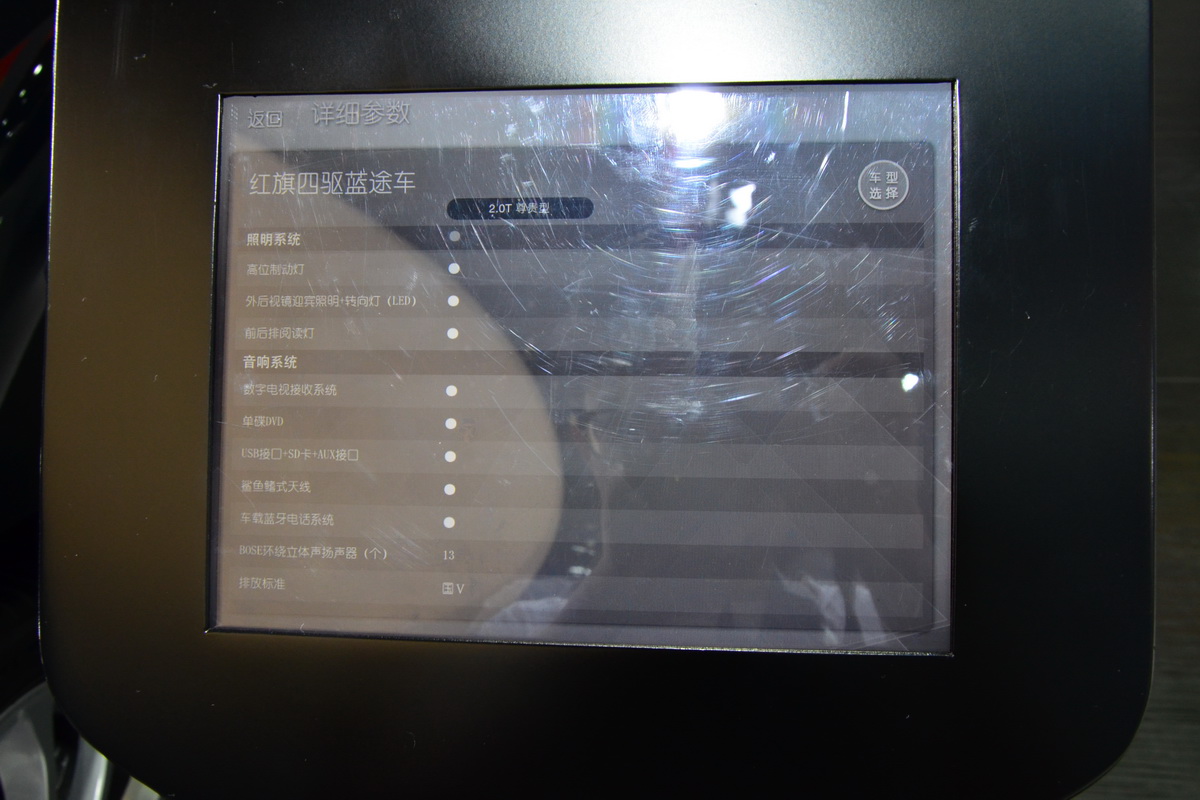 返回 详细参数
红旗四驱蓝途车
车型
选择
2.0T 尊贵型
照明系统 ●
高位制动灯 ●
外后视镜迎宾照明+转向灯 (LED) ●
前后排阅读灯 ●
音响系统
数字电视接收系统 ●
单碟DVD ●
USB接口+SD卡+AUX接口 ●
鲨鱼鳍式天线 ●
车载蓝牙电话系统 ●
BOSE环绕立体声扬声器 (个) 13
排放标准 国V